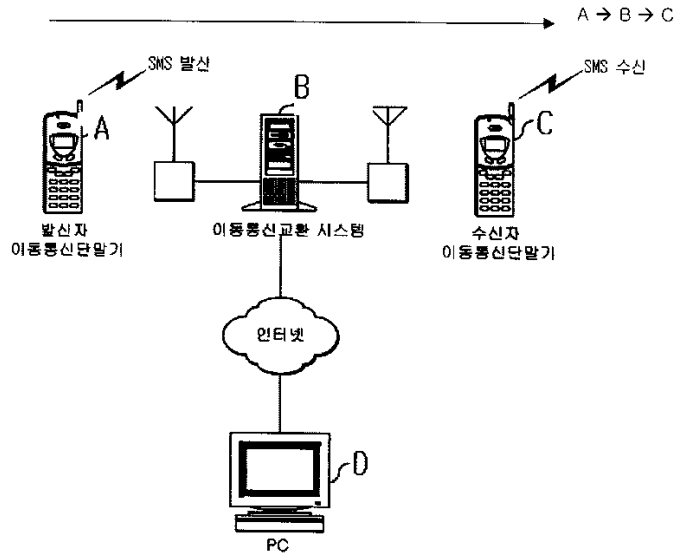 A → B → C
SMS 발산
SMS 수신
A
B
C
발신자
이동통신단말기
이동통신교환 시스템
수신자
이동통신단말기
인터넷
D
PC